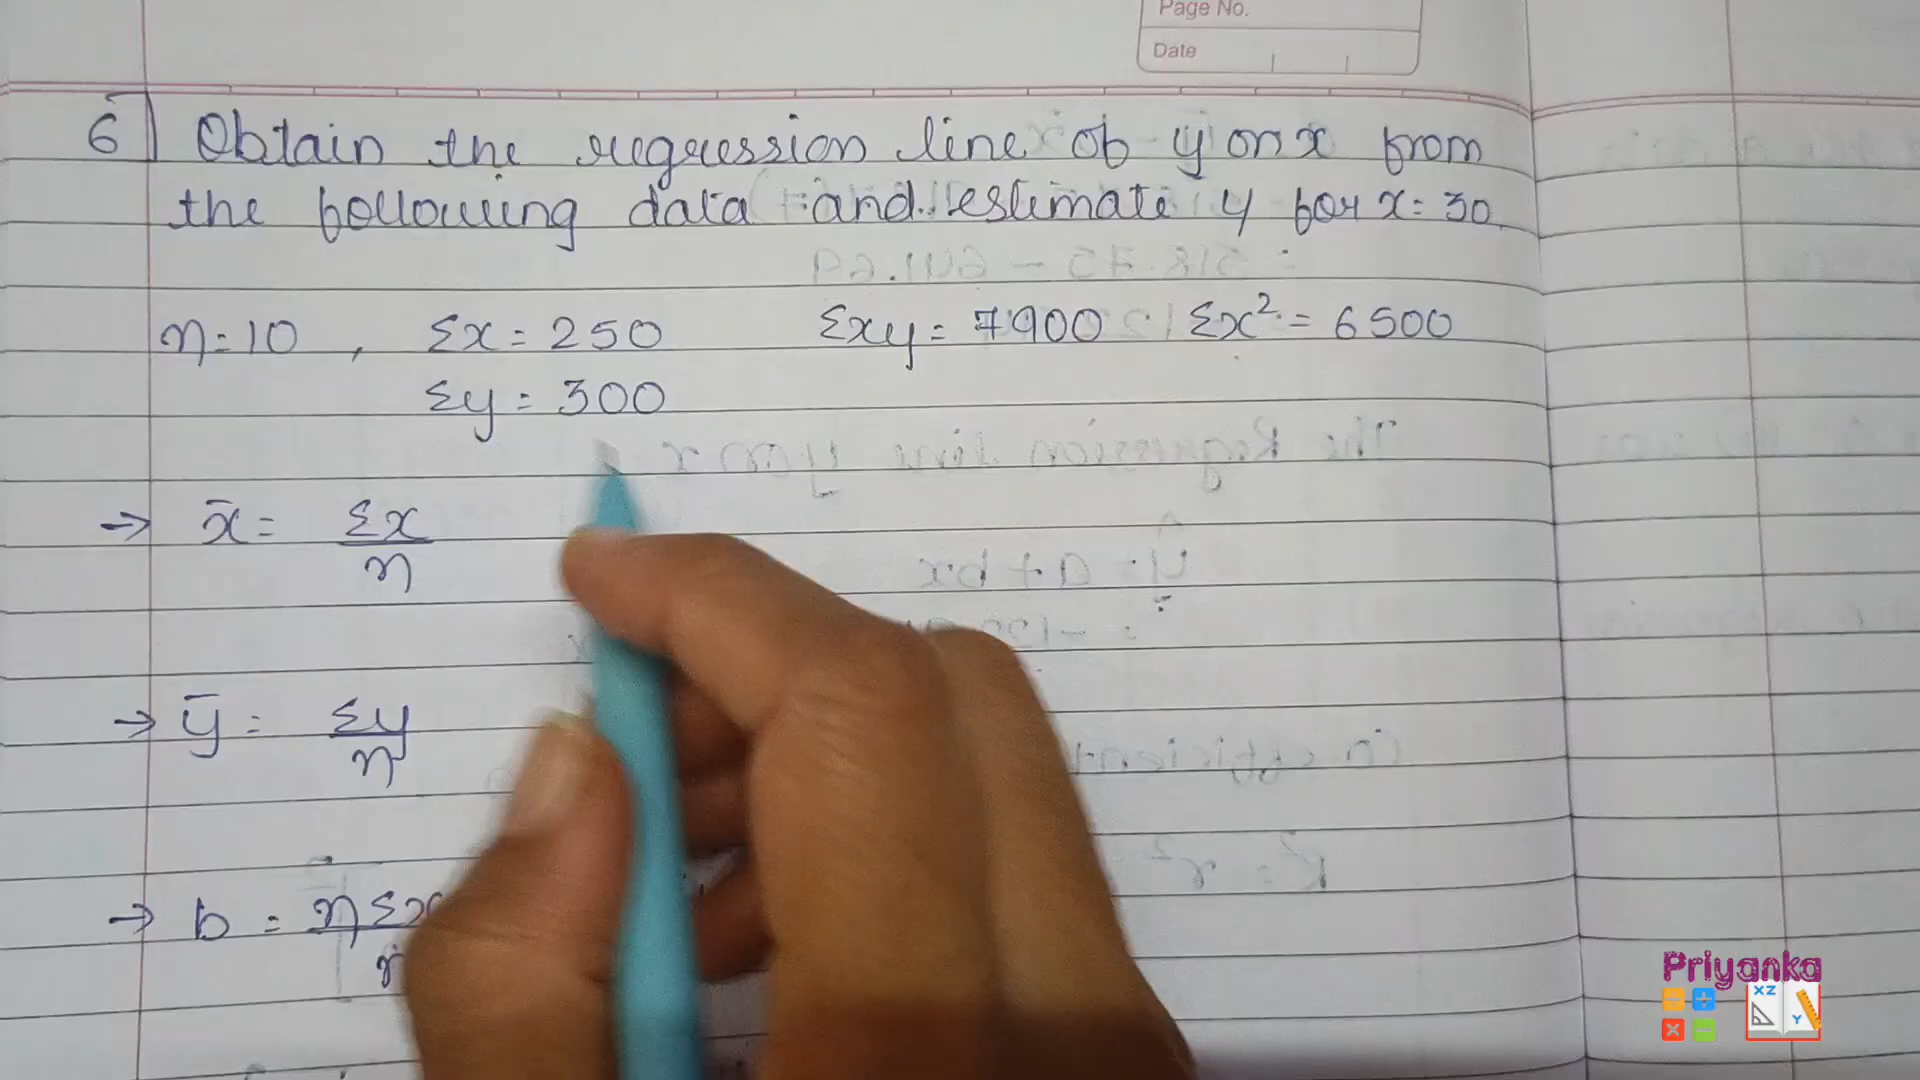 Page No.
Date
6] Obtain the regression line of y on x from
the following data and estimate y for x = 30.
n = 10 , Σx = 250 Σxy = 7900 Σx² = 6500
Σy = 300
→ x̄ = Σx
n
→ ȳ = Σy
n
→ b = nΣx
Priyanka
XZ
Y